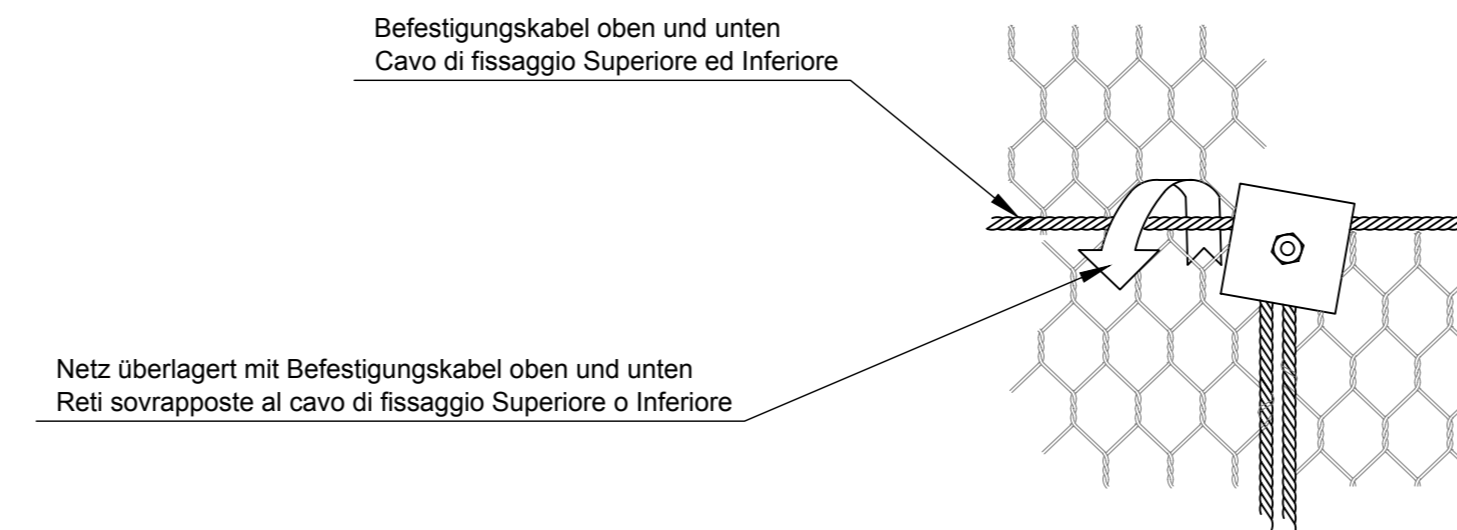 Befestigungskabel oben und unten
Cavo di fissaggio Superiore ed Inferiore
Netz überlagert mit Befestigungskabel oben und unten
Reti sovrapposte al cavo di fissaggio Superiore o Inferiore